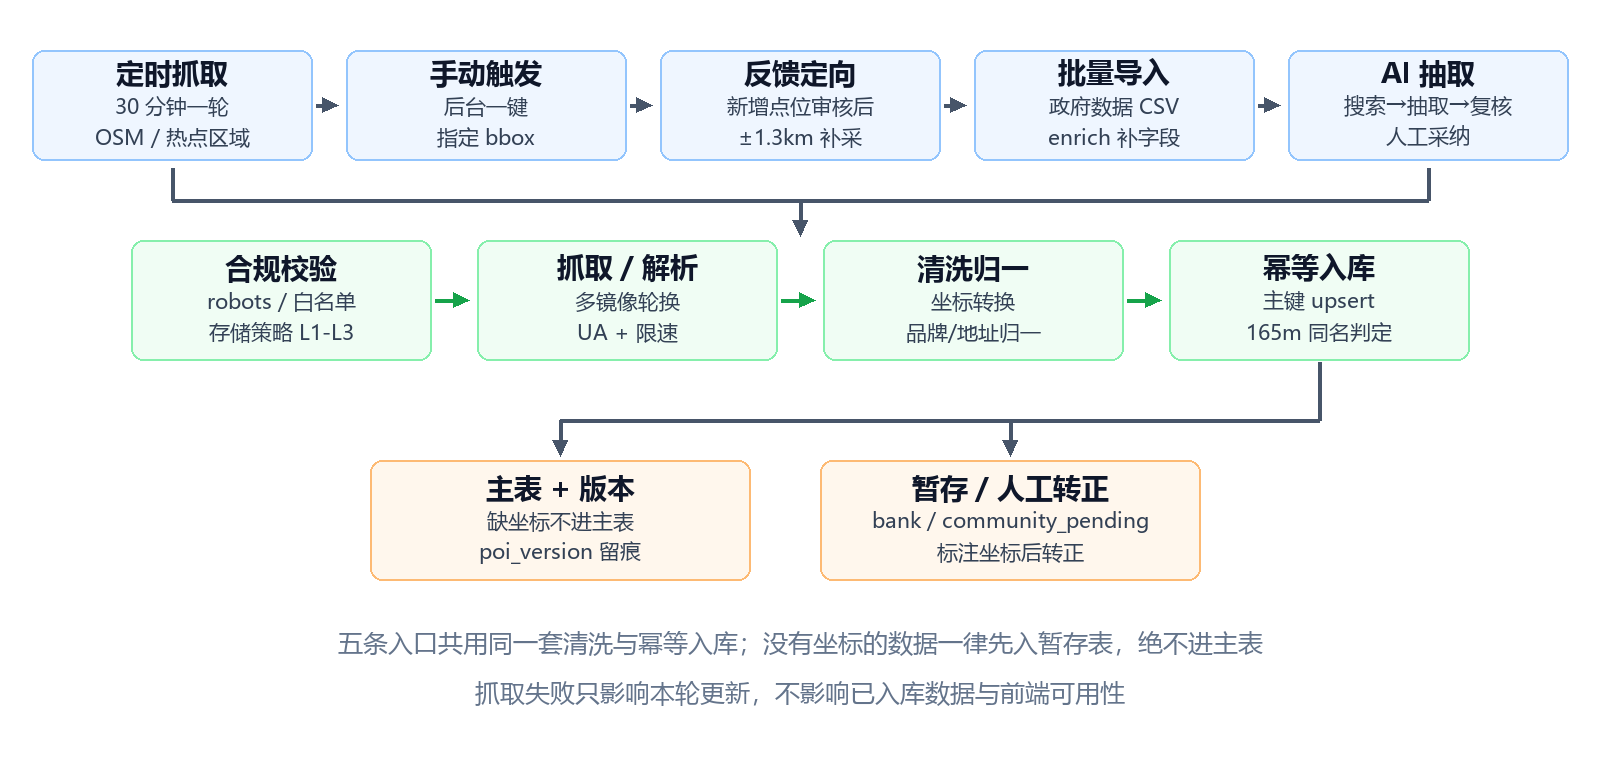 定时抓取
30 分钟一轮
OSM / 热点区域
手动触发
后台一键
指定 bbox
反馈定向
新增点位审核后
±1.3km 补采
批量导入
政府数据 CSV
enrich 补字段
AI 抽取
搜索→抽取→复核
人工采纳
合规校验
robots / 白名单
存储策略 L1-L3
抓取 / 解析
多镜像轮换
UA + 限速
清洗归一
坐标转换
品牌/地址归一
幂等入库
主键 upsert
165m 同名判定
主表 + 版本
缺坐标不进主表
poi_version 留痕
暂存 / 人工转正
bank / community_pending
标注坐标后转正
五条入口共用同一套清洗与幂等入库；没有坐标的数据一律先入暂存表，绝不进主表
抓取失败只影响本轮更新，不影响已入库数据与前端可用性